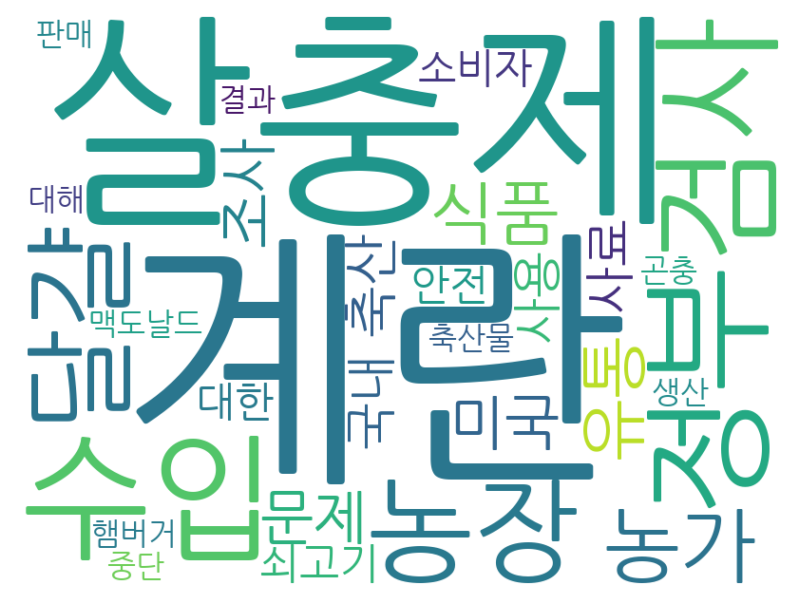 판매
살충제
소비자
검사
결과
조사
대해
식품
달걀
계란
축산
안전
사용
사료
곤충
맥도날드
축산물
정부
대한
국내
미국
유통
생산
수입
문제
농장
농가
햄버거
쇠고기
중단